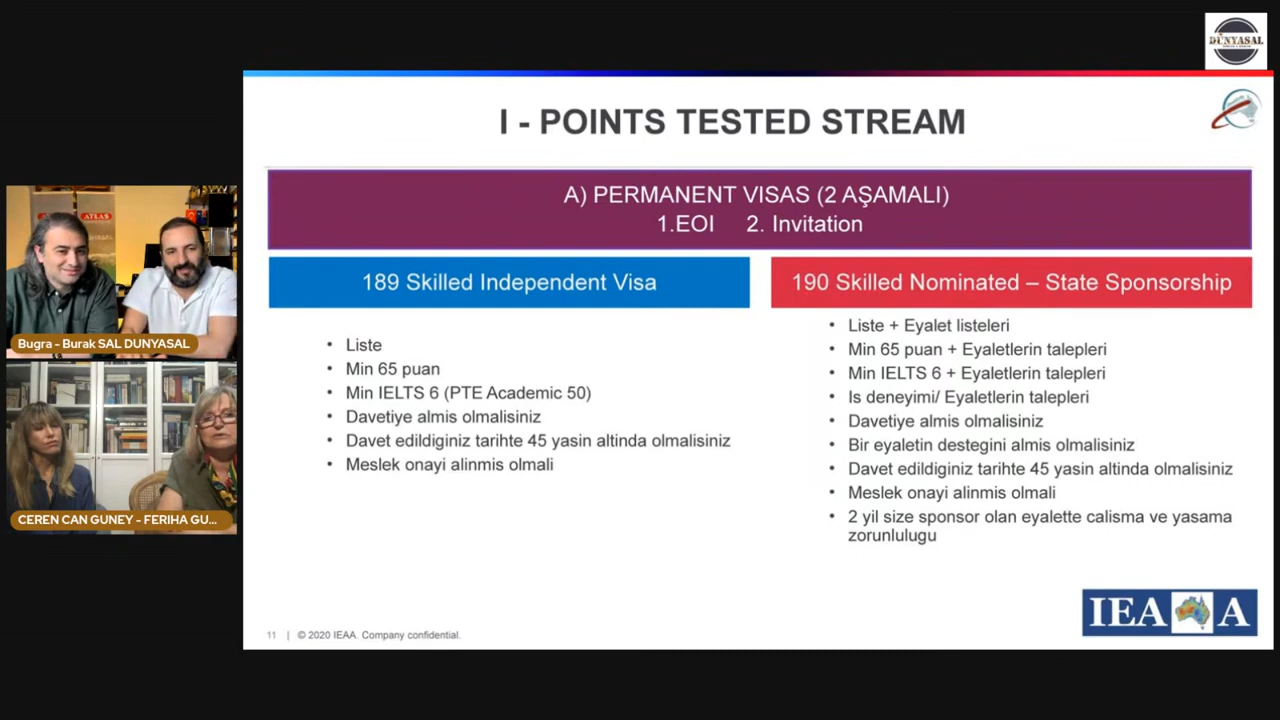 DÜNYASAL
I - POINTS TESTED STREAM
A) PERMANENT VISAS (2 AŞAMALI)
1.EOI 2. Invitation
189 Skilled Independent Visa
• Liste
• Min 65 puan
• Min IELTS 6 (PTE Academic 50)
• Davetiye almis olmalisiniz
• Davet edildiginiz tarihte 45 yasin altinda olmalisiniz
• Meslek onayi alinmis olmali
190 Skilled Nominated – State Sponsorship
• Liste + Eyalet listeleri
• Min 65 puan + Eyaletlerin talepleri
• Min IELTS 6 + Eyaletlerin talepleri
• Is deneyimi/ Eyaletlerin talepleri
• Davetiye almis olmalisiniz
• Bir eyaletin destegini almis olmalisiniz
• Davet edildiginiz tarihte 45 yasin altinda olmalisiniz
• Meslek onayi alinmis olmali
• 2 yil size sponsor olan eyalette calisma ve yasama
zorunlulugu
ATLAS
Bugra - Burak SAL DUNYASAL
CEREN CAN GUNEY - FERIHA GU...
11 | © 2020 IEAA. Company confidential.
IEAA